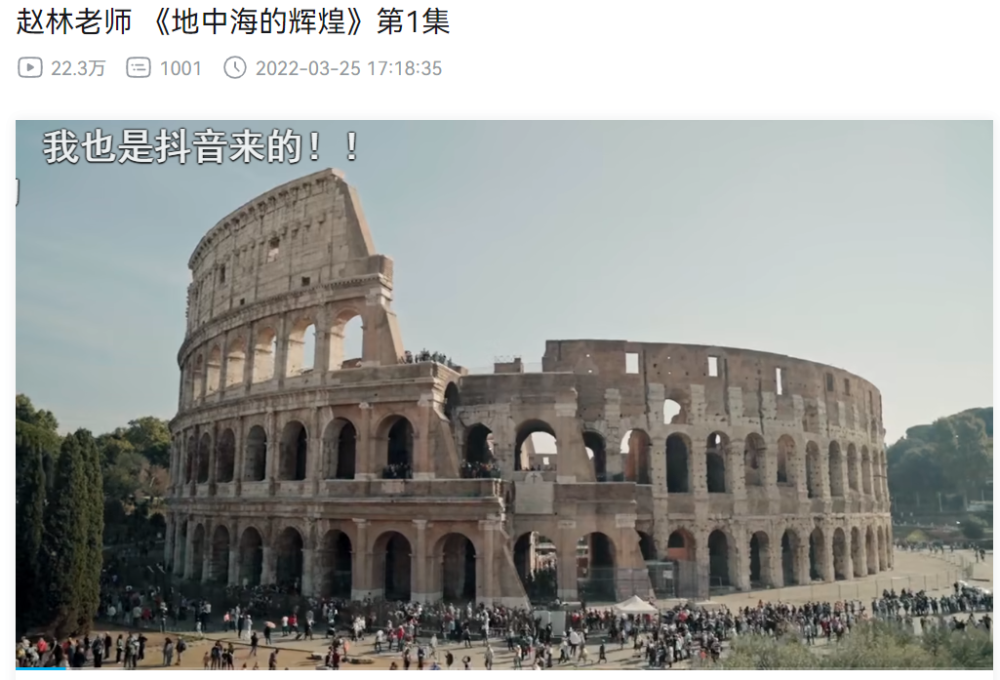 赵林老师 《地中海的辉煌》第1集
22.3万 1001 2022-03-25 17:18:35
我也是抖音来的！！